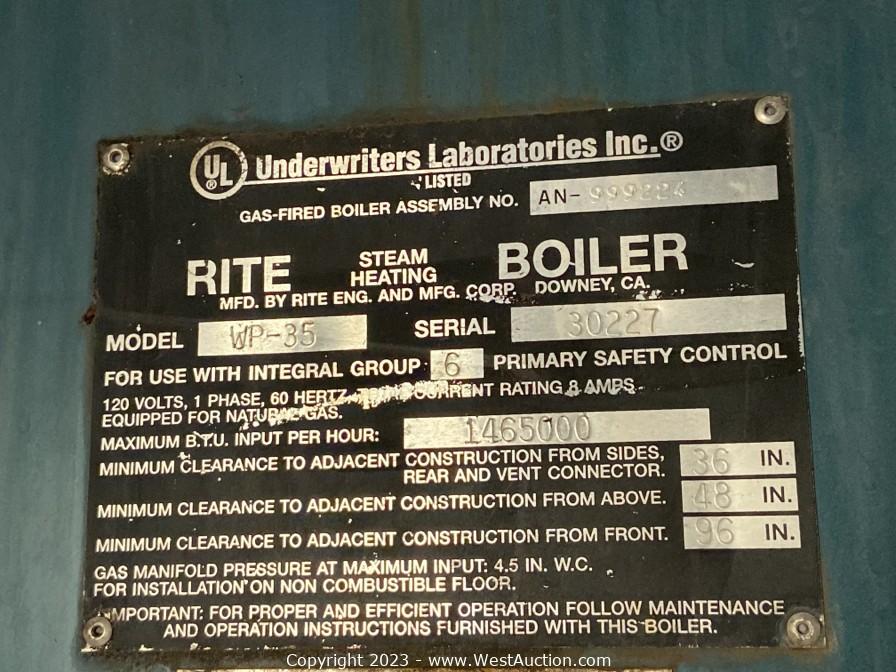 UL ® Underwriters Laboratories Inc.®
LISTED
GAS-FIRED BOILER ASSEMBLY NO. AN-999224
RITE STEAM HEATING BOILER
MFD. BY RITE ENG. AND MFG. CORP. DOWNEY, CA.
MODEL WP-35 SERIAL 30227
FOR USE WITH INTEGRAL GROUP 6 PRIMARY SAFETY CONTROL
120 VOLTS, 1 PHASE, 60 HERTZ, CURRENT RATING 8 AMPS
EQUIPPED FOR NATURAL GAS.
MAXIMUM B.T.U. INPUT PER HOUR: 1465000
MINIMUM CLEARANCE TO ADJACENT CONSTRUCTION FROM SIDES,
REAR AND VENT CONNECTOR. 36 IN.
MINIMUM CLEARANCE TO ADJACENT CONSTRUCTION FROM ABOVE. 48 IN.
MINIMUM CLEARANCE TO ADJACENT CONSTRUCTION FROM FRONT. 96 IN.
GAS MANIFOLD PRESSURE AT MAXIMUM INPUT: 4.5 IN. W.C.
FOR INSTALLATION ON NON COMBUSTIBLE FLOOR.
IMPORTANT: FOR PROPER AND EFFICIENT OPERATION FOLLOW MAINTENANCE
AND OPERATION INSTRUCTIONS FURNISHED WITH THIS BOILER.
Copyright 2023 - www.WestAuction.com